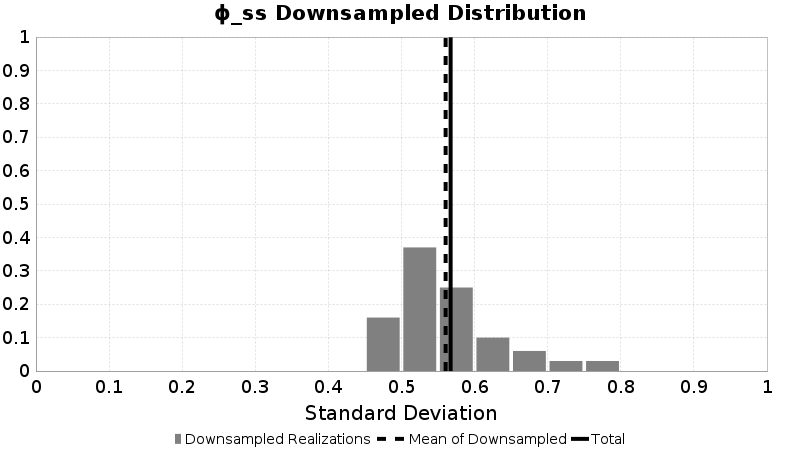 ϕ_ss Downsampled Distribution
1
0.9
0.8
0.7
0.6
0.5
0.4
0.3
0.2
0.1
0
0 0.1 0.2 0.3 0.4 0.5 0.6 0.7 0.8 0.9 1
Standard Deviation
Downsampled Realizations Mean of Downsampled Total